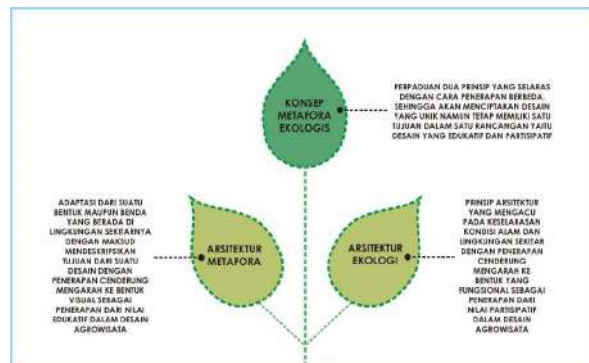 KONSEP
METAFORA
EKOLOGIS
PERPADUAN DUA PRINSIP YANG SELARAS
DENGAN CARA PENERAPAN BERBEDA.
SEHINGGA AKAN MENCIPTAKAN DESAIN
YANG UNIK NAMUN TETAP MEMILIKI SATU
TUJUAN DALAM SATU RANCANGAN YAITU
DESAIN YANG EDUKATIF DAN PARTISIPATIF
ADAPTASI DARI SUATU
BENTUK MAUPUN BENDA
YANG BERADA DI
LINGKUNGAN SEKITARNYA
DENGAN MAKSUD
MENDESKRIPSIKAN
TUJUAN DARI SUATU
DESAIN DENGAN
PENERAPAN CENDERUNG
MENGARAH KE BENTUK
VISUAL SEBAGAI
PENERAPAN DARI NILAI
EDUKATIF DALAM DESAIN
AGROWISATA
ARSITEKTUR
METAFORA
ARSITEKTUR
EKOLOGI
PRINSIP ARSITEKTUR
YANG MENGACU
PADA KESELARASAN
KONDISI ALAM DAN
LINGKUNGAN SEKITAR
DENGAN PENERAPAN
CENDERUNG
MENGARAH KE
BENTUK YANG
FUNGSIONAL SEBAGAI
PENERAPAN DARI
NILAI PARTISIPATIF
DALAM DESAIN
AGROWISATA